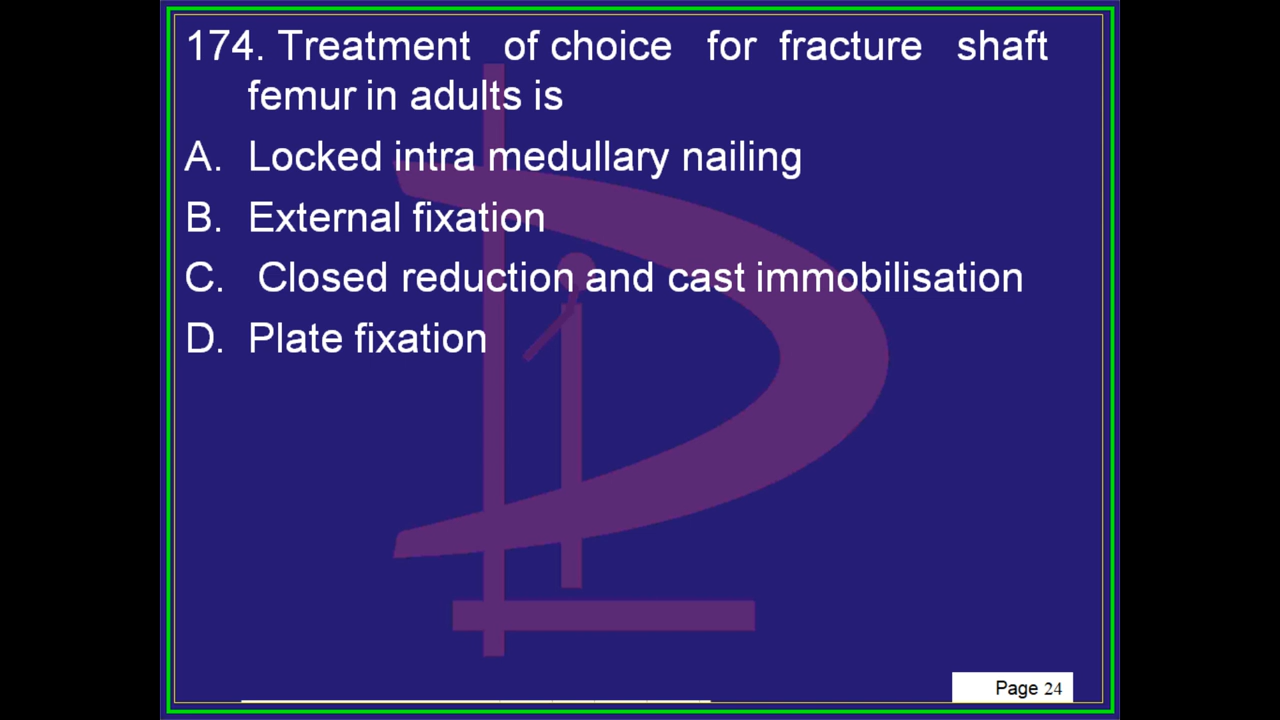 174. Treatment of choice for fracture shaft
femur in adults is
A. Locked intra medullary nailing
B. External fixation
C. Closed reduction and cast immobilisation
D. Plate fixation
Page 24